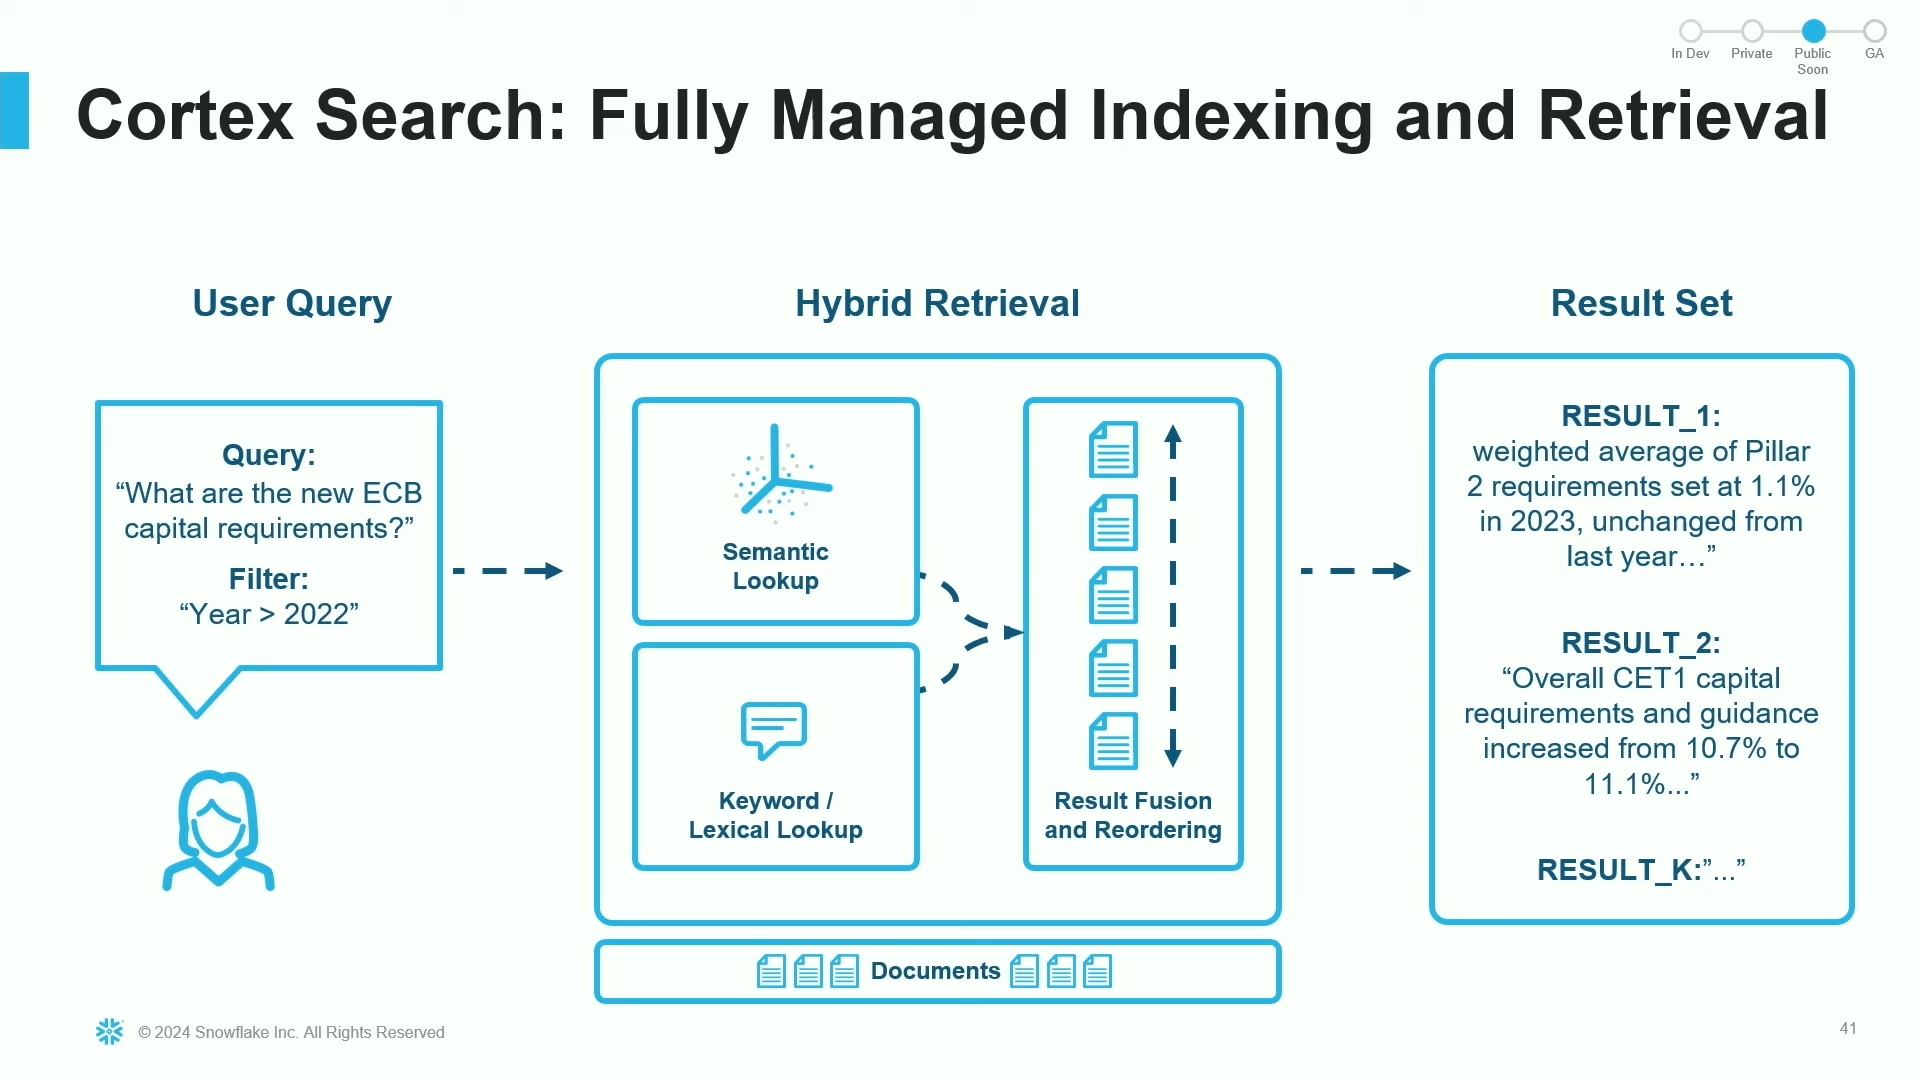 In Dev
Private
Public
Soon
GA
Cortex Search: Fully Managed Indexing and Retrieval
User Query
Query:
“What are the new ECB
capital requirements?”
Filter:
“Year > 2022”
Hybrid Retrieval
Semantic
Lookup
Keyword /
Lexical Lookup
Result Fusion
and Reordering
Documents
Result Set
RESULT_1:
weighted average of Pillar
2 requirements set at 1.1%
in 2023, unchanged from
last year…”
RESULT_2:
“Overall CET1 capital
requirements and guidance
increased from 10.7% to
11.1%...”
RESULT_K:”...”
© 2024 Snowflake Inc. All Rights Reserved
41